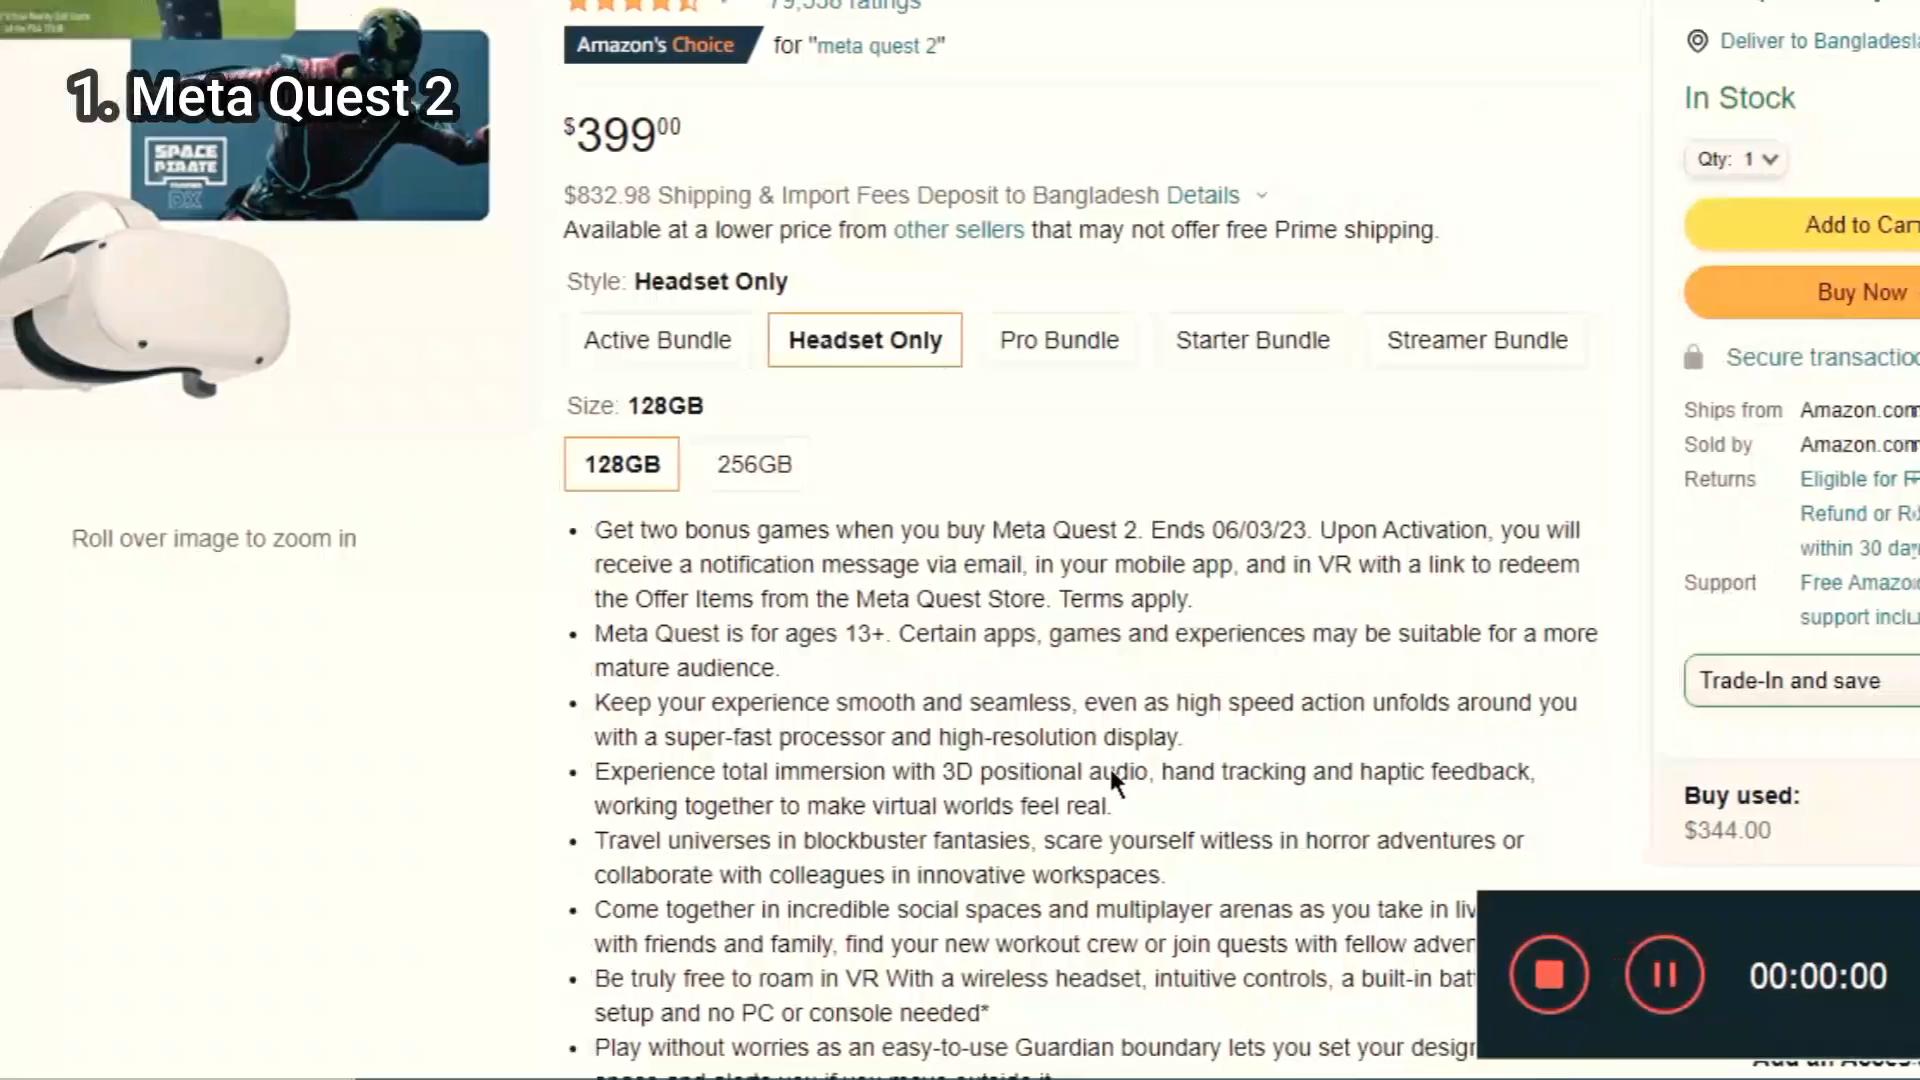 79,538 ratings
Amazon's Choice for "meta quest 2"
Deliver to
1. Meta Quest 2
In Stock
$399 00
SPACE
PIRATE
DX
Qty: 1
$832.98 Shipping & Import Fees Deposit to Bangladesh Details
Available at a lower price from other sellers that may not offer free Prime shipping.
Add to
Style: Headset Only
Buy Now
Active Bundle
Headset Only
Pro Bundle
Starter Bundle
Streamer Bundle
Secure
Size: 128GB
Ships from
Sold by
128GB
256GB
Returns Eligible for
Refund or
within 30
Roll over image to zoom in
Support Free
support
Get two bonus games when you buy Meta Quest 2. Ends 06/03/23. Upon Activation, you will
receive a notification message via email, in your mobile app, and in VR with a link to redeem
the Offer Items from the Meta Quest Store. Terms apply.
Meta Quest is for ages 13+. Certain apps, games and experiences may be suitable for a more
mature audience.
Keep your experience smooth and seamless, even as high speed action unfolds around you
with a super-fast processor and high-resolution display.
Experience total immersion with 3D positional audio, hand tracking and haptic feedback,
working together to make virtual worlds feel real.
Travel universes in blockbuster fantasies, scare yourself witless in horror adventures or
collaborate with colleagues in innovative workspaces.
Come together in incredible social spaces and multiplayer arenas as you take in
with friends and family, find your new workout crew or join quests with fellow
Be truly free to roam in VR With a wireless headset, intuitive controls, a built-in
setup and no PC or console needed*
Play without worries as an easy-to-use Guardian boundary lets you set your
Trade-In and save
Buy used:
$344.00
00:00:00